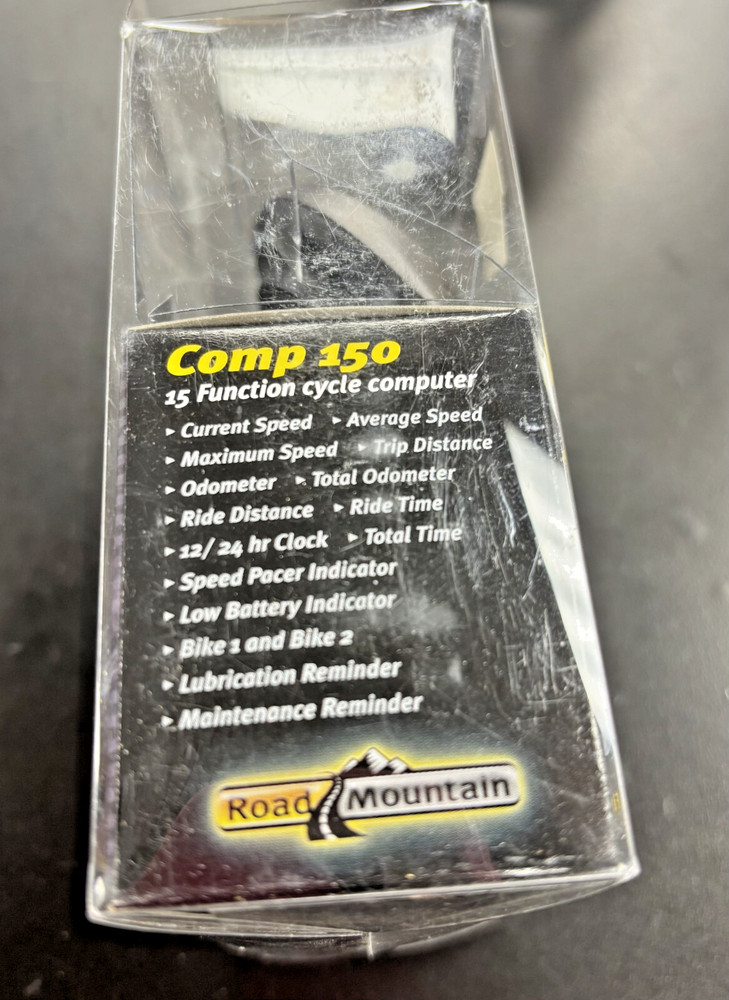 Comp 150
15 Function cycle computer
▸ Current Speed ▸ Average Speed
▸ Maximum Speed ▸ Trip Distance
▸ Odometer ▸ Total Odometer
▸ Ride Distance ▸ Ride Time
▸ 12/24 hr Clock ▸ Total Time
▸ Speed Pacer Indicator
▸ Low Battery Indicator
▸ Bike 1 and Bike 2
▸ Lubrication Reminder
▸ Maintenance Reminder
Road Mountain